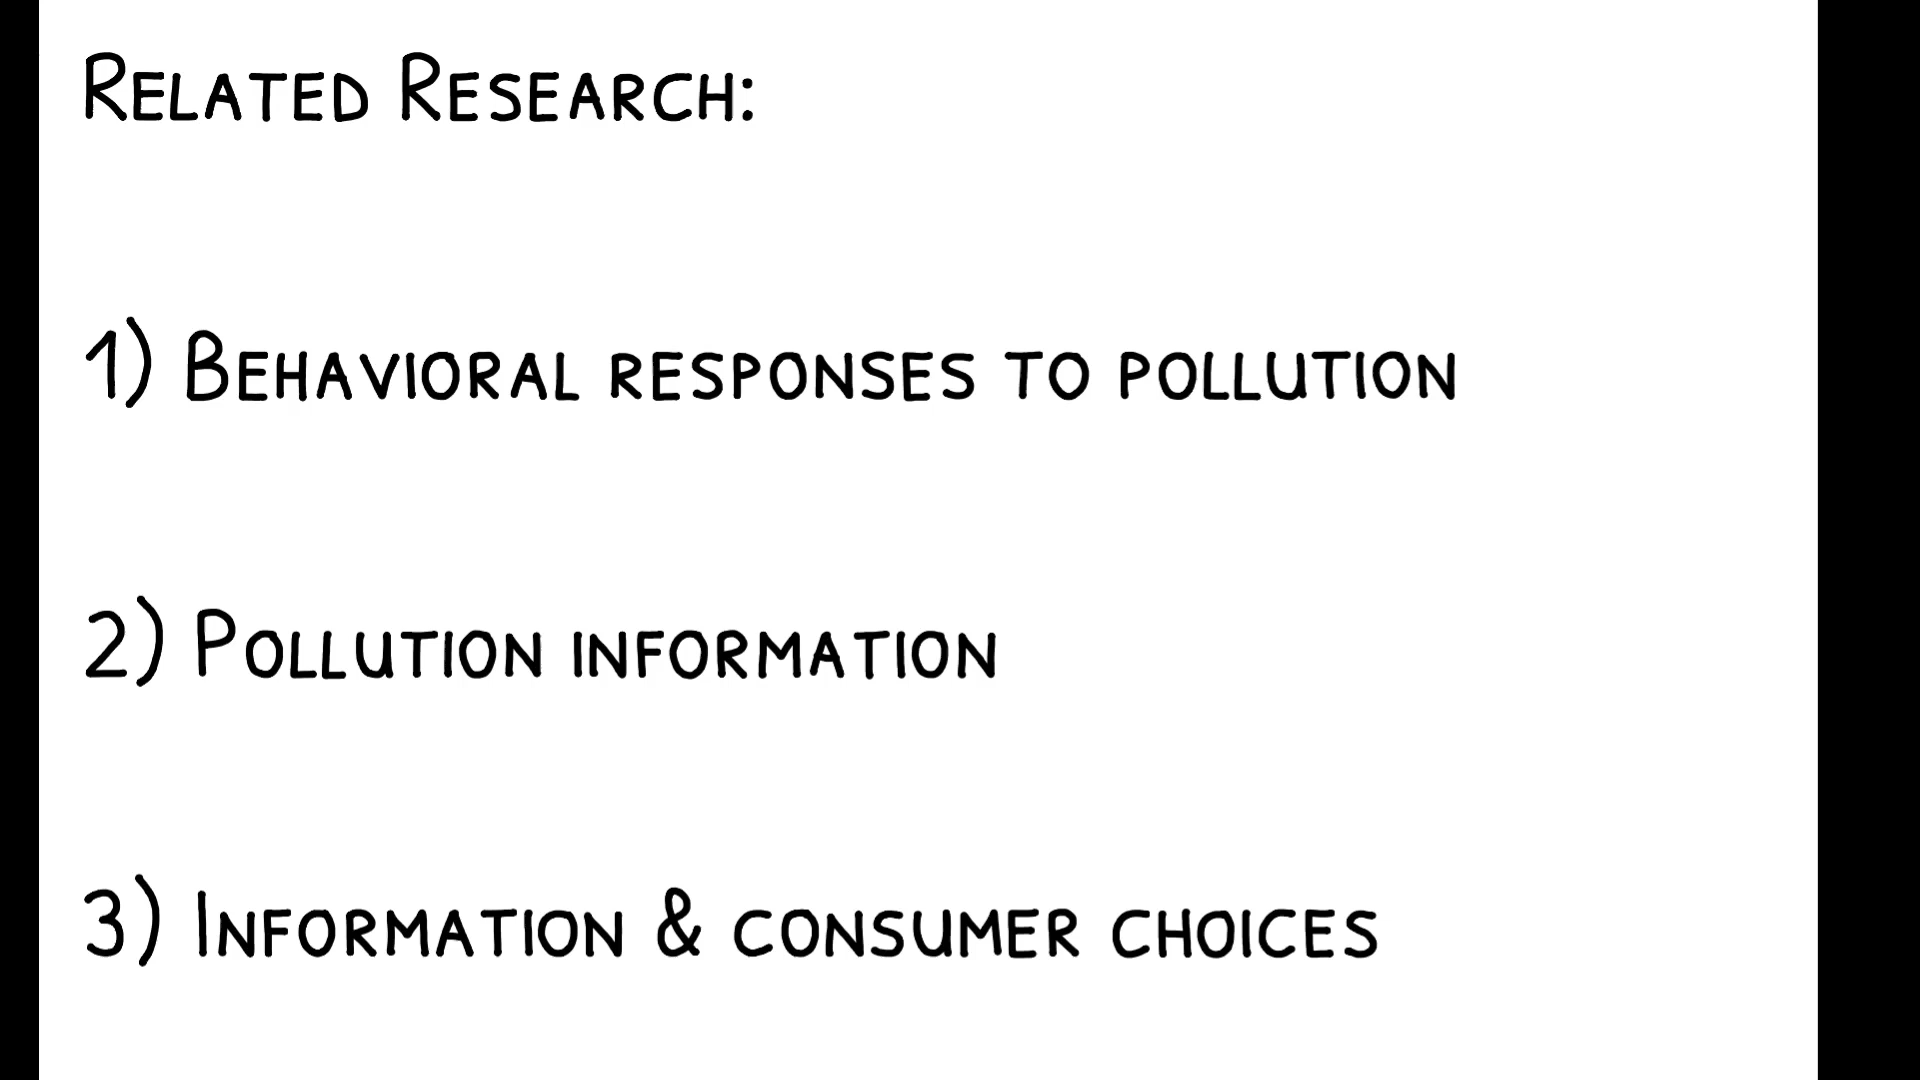 Related Research:
1) Behavioral responses to pollution
2) Pollution information
3) Information & consumer choices